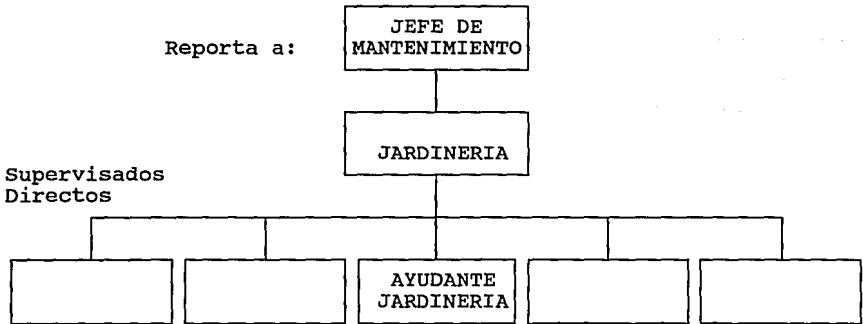 JEFE DE
Reporta a: MANTENIMIENTO
JARDINERIA
Supervisados
Directos
AYUDANTE
JARDINERIA